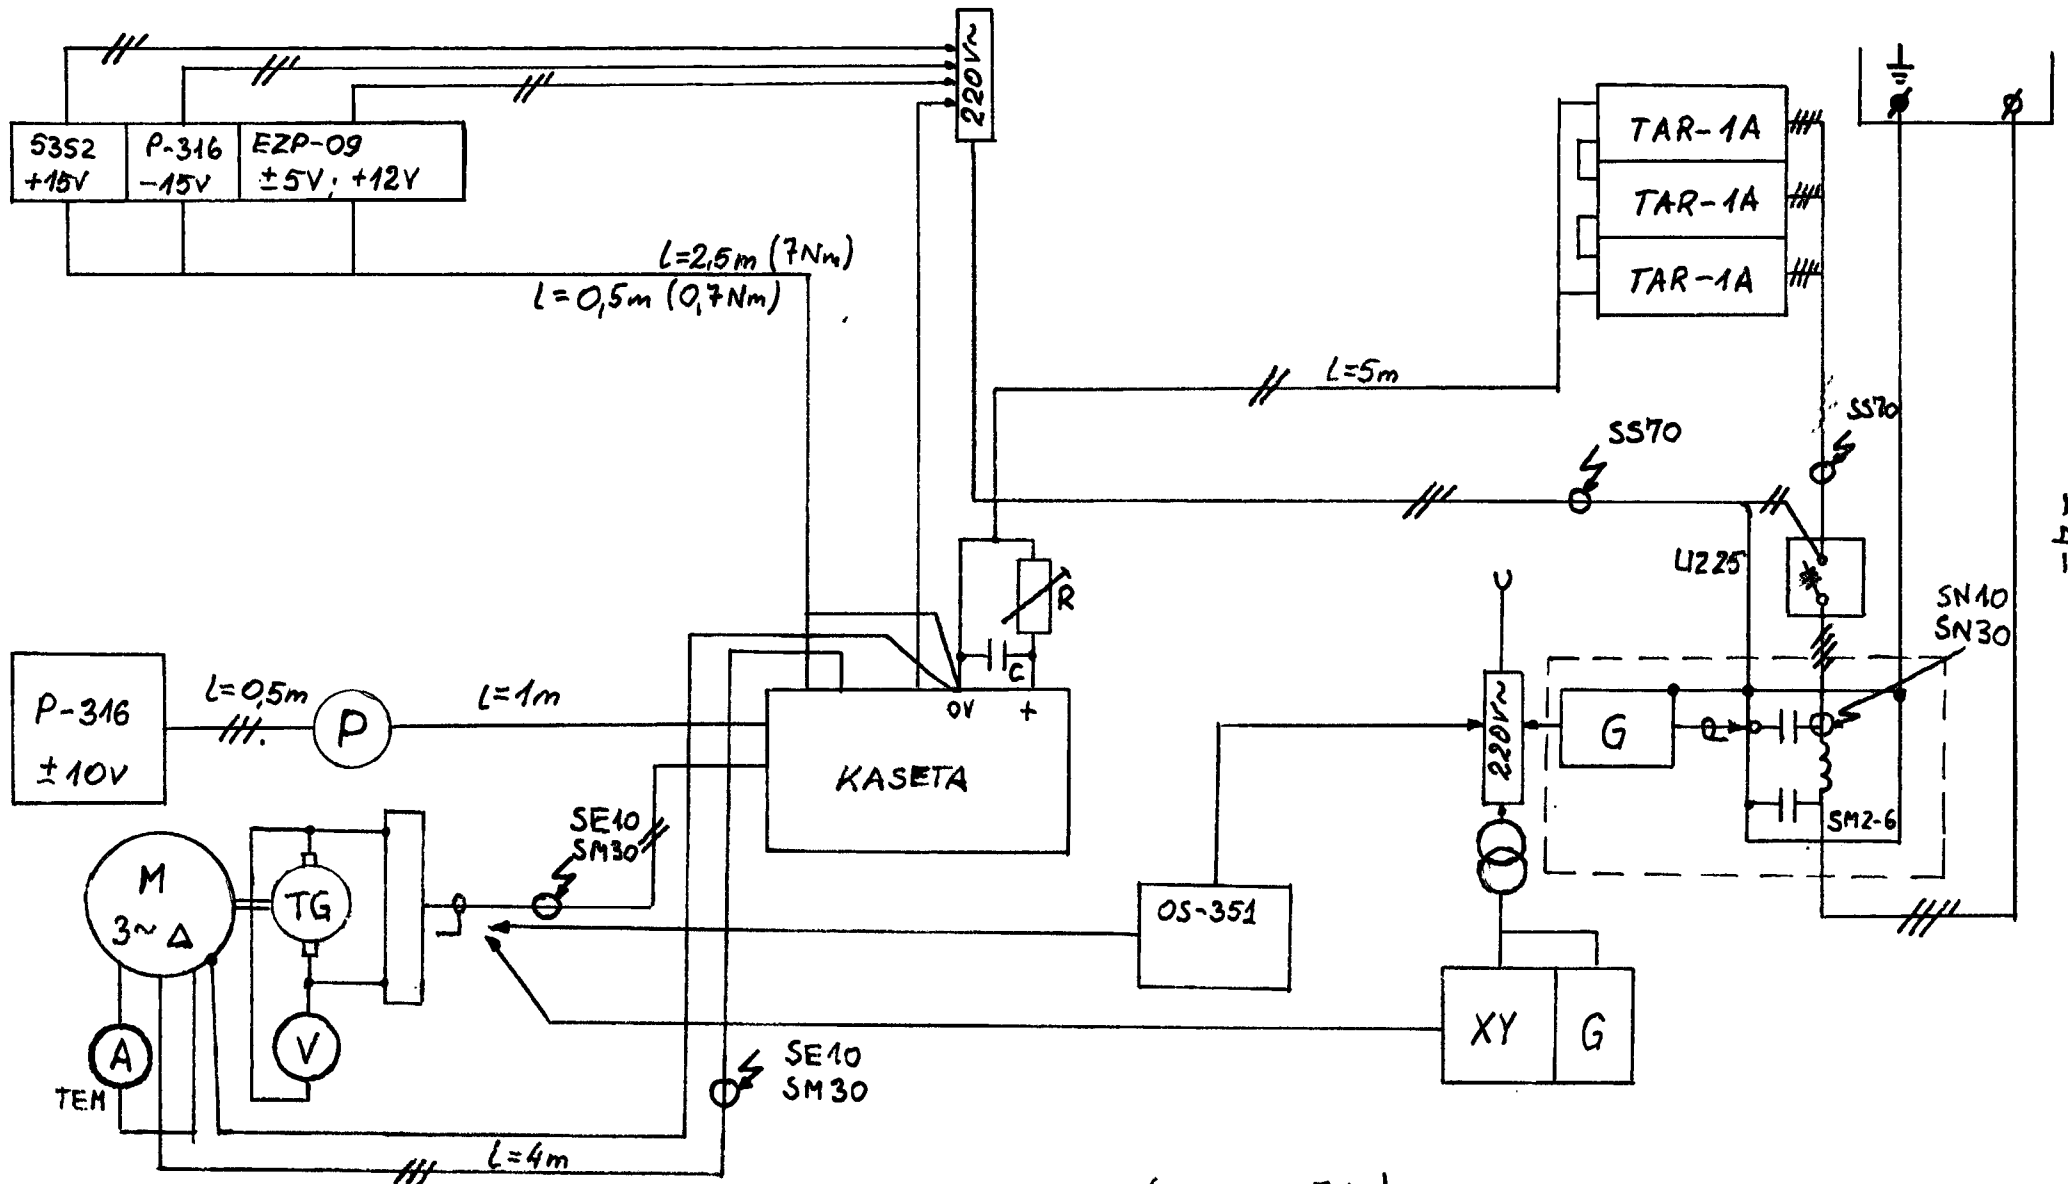 220V~
5352
+15V
P-316
-15V
EZP-09
±5V; +12V
L=2,5m (7Nm)
L=0,5m (0,7Nm)
TAR-1A
TAR-1A
TAR-1A
L=5m
SS70
SS70
LIZ25
SN10
SN30
R
C
0V
+
KASETA
P-316
±10V
L=0,5m
P
L=1m
SE10
SM30
M
3~ Δ
TG
V
A
TEM
L=4m
SE10
SM30
OS-351
220V~
G
SM2-6
XY
G